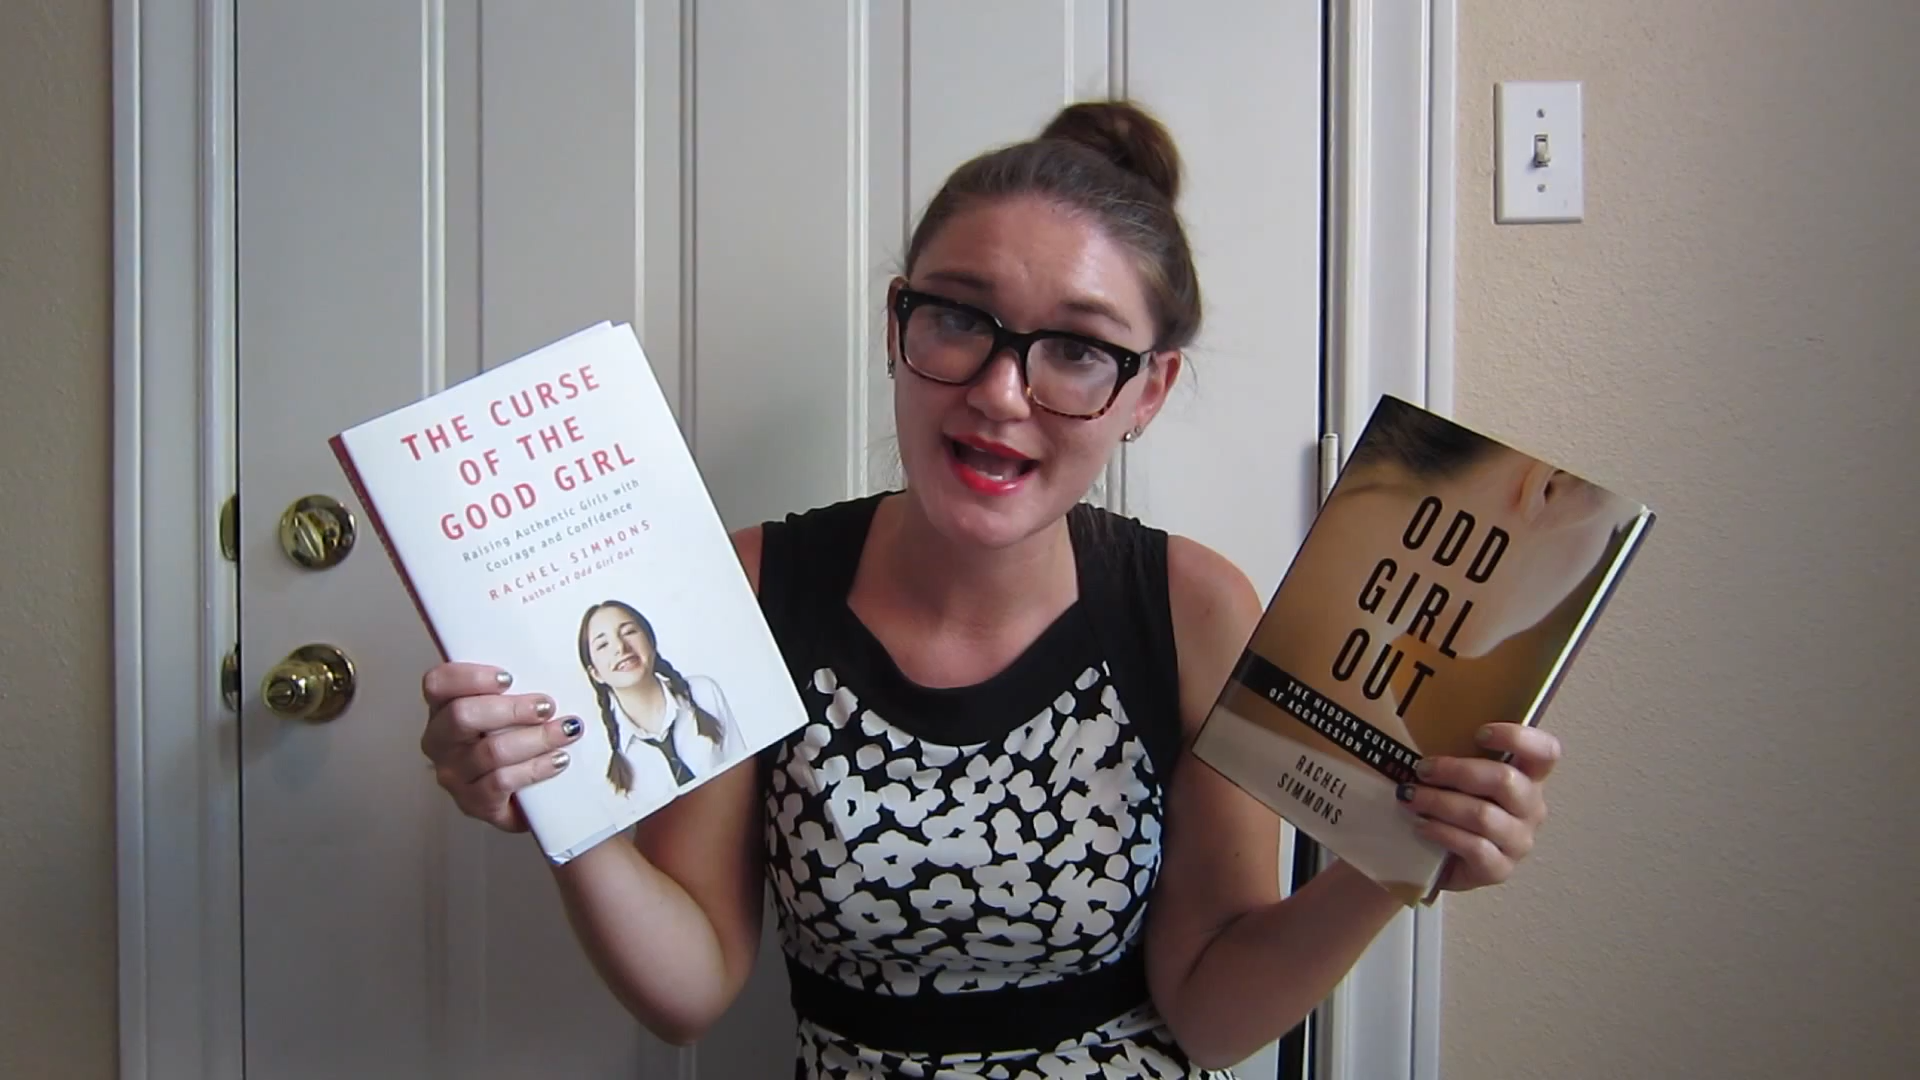 THE CURSE
OF THE
GOOD GIRL
Raising Authentic Girls with
Courage and Confidence
RACHEL SIMMONS
Author of Odd Girl Out
ODD
GIRL
OUT
THE HIDDEN CULTURE
OF AGGRESSION IN
RACHEL
SIMMONS